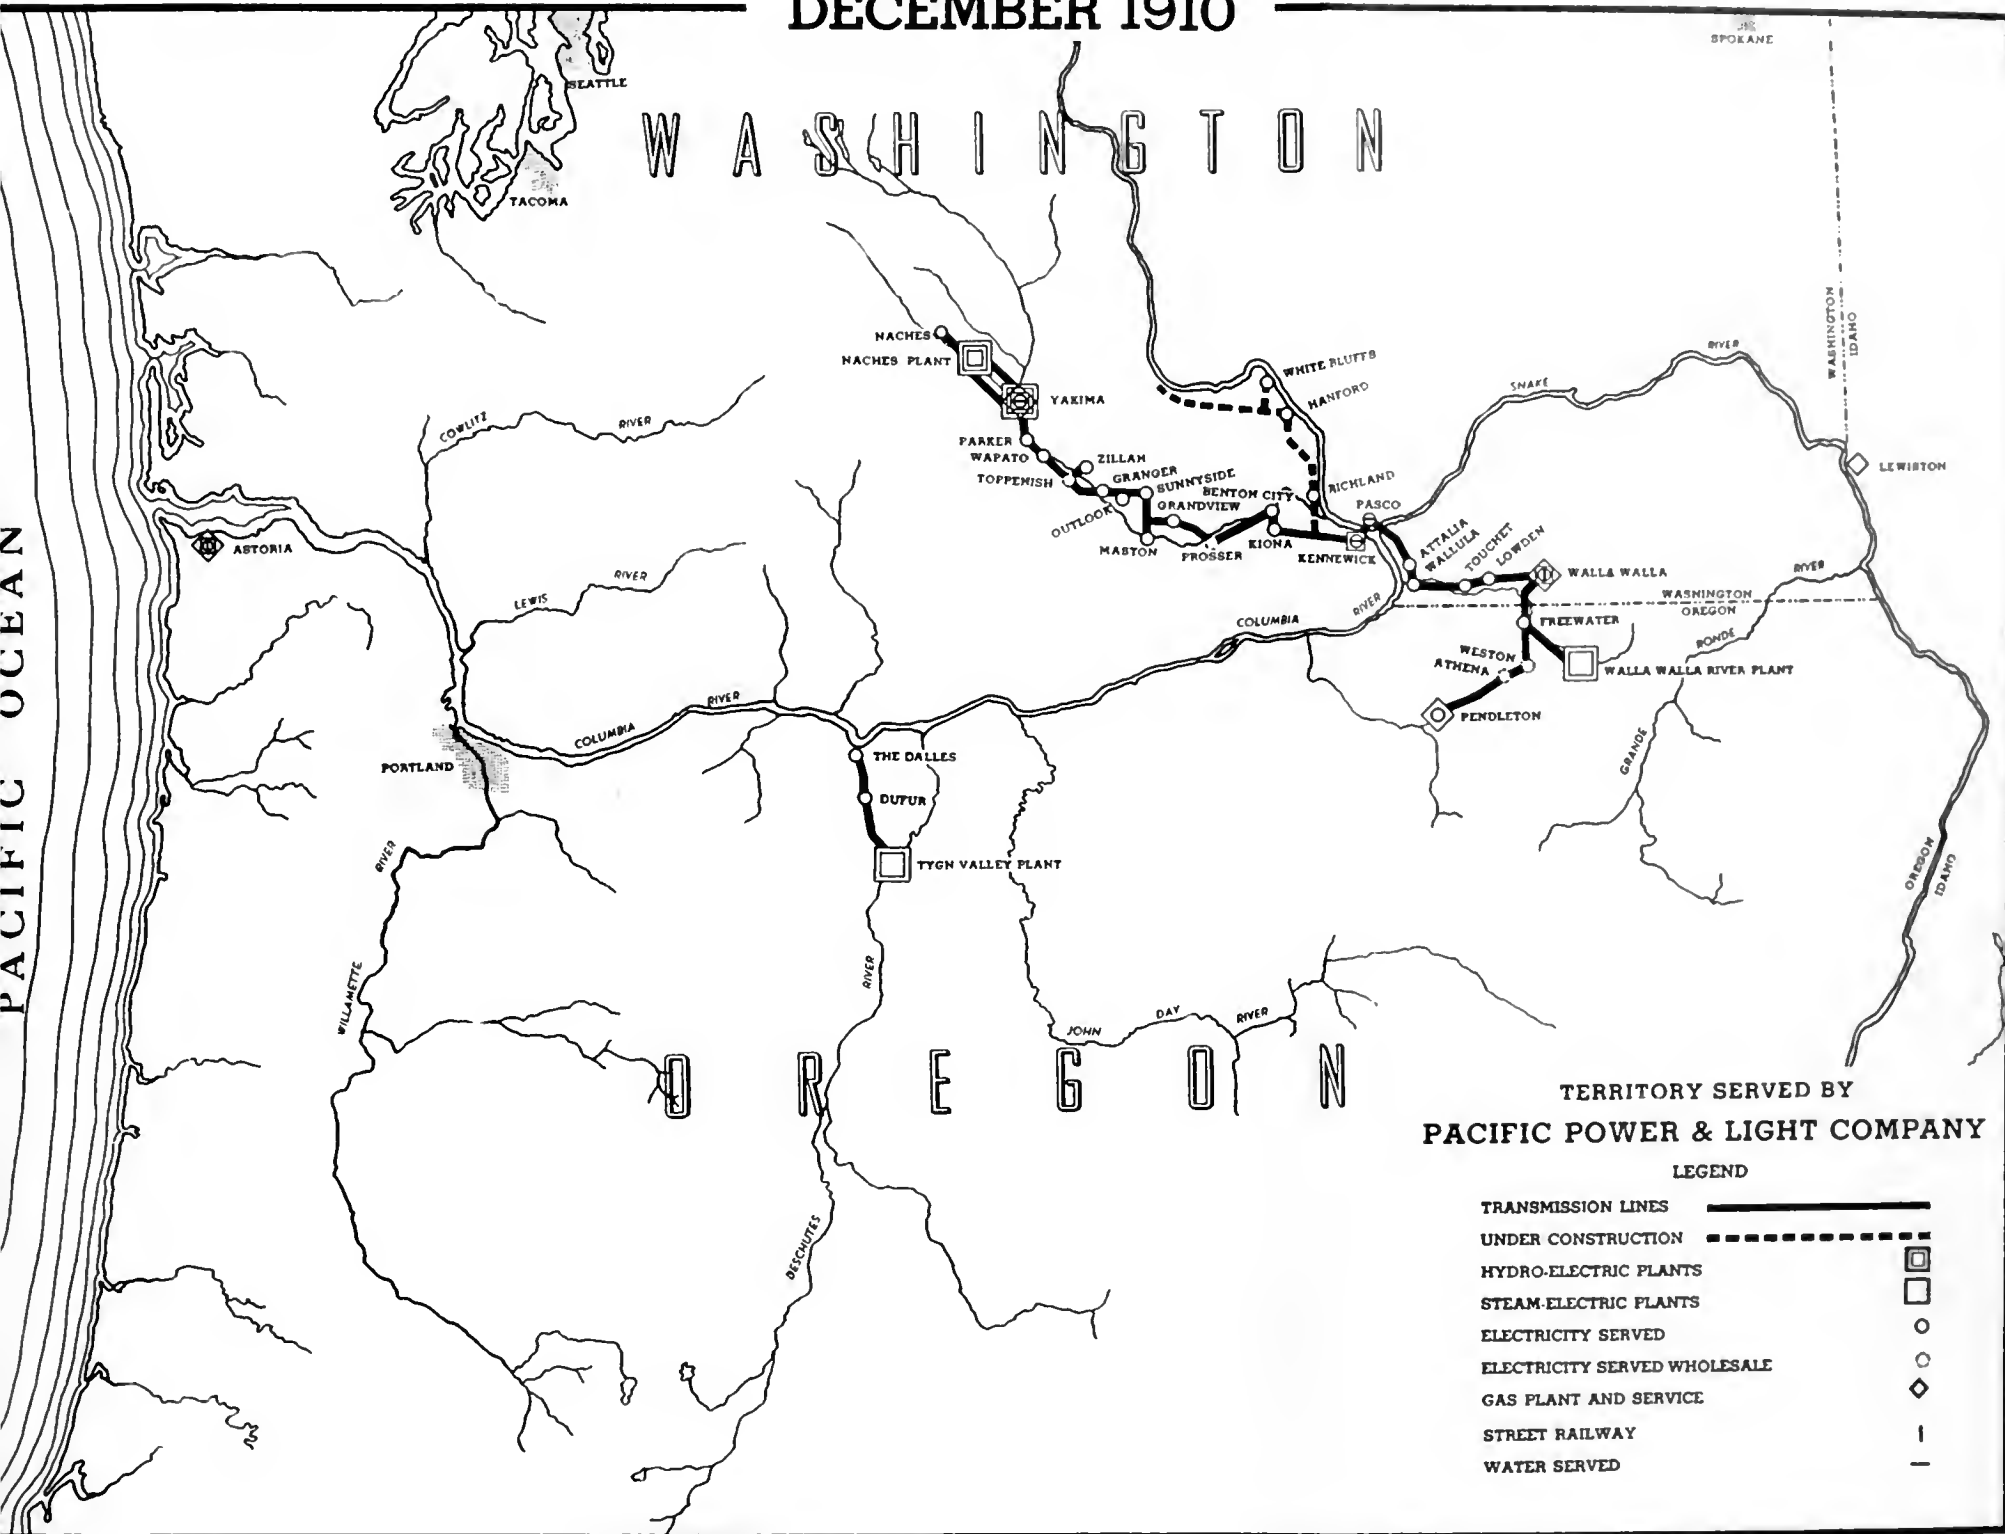 DECEMBER 1910
SPOKANE
SEATTLE
WASHINGTON
TACOMA
WASHINGTON
IDAHO
NACHES
NACHES PLANT
YAKIMA
WHITE BLUFFS
HANFORD
RIVER
SNAKE
COWLITZ
RIVER
PARKER
WAPATO
ZILLAH
TOPPENISH
GRANGER
SUNNYSIDE
BENTON CITY
RICHLAND
LEWISTON
OUTLOOK
GRANDVIEW
PASCO
MABTON
PROSSER
KIONA
KENNEWICK
ATTALIA
WALLULA
TOUCHET
LOWDEN
ASTORIA
PACIFIC OCEAN
LEWIS
RIVER
WALLA WALLA
RIVER
WASHINGTON
OREGON
COLUMBIA
RIVER
FREEWATER
RONDE
WESTON
ATHENA
WALLA WALLA RIVER PLANT
PENDLETON
GRANDE
COLUMBIA
RIVER
PORTLAND
THE DALLES
DUFUR
TYGN VALLEY PLANT
RIVER
WILLAMETTE
RIVER
OREGON
IDAHO
JOHN
DAY
RIVER
OREGON
DESCHUTES
TERRITORY SERVED BY
PACIFIC POWER & LIGHT COMPANY
LEGEND
TRANSMISSION LINES
UNDER CONSTRUCTION
HYDRO-ELECTRIC PLANTS
STEAM-ELECTRIC PLANTS
ELECTRICITY SERVED
ELECTRICITY SERVED WHOLESALE
GAS PLANT AND SERVICE
STREET RAILWAY
WATER SERVED